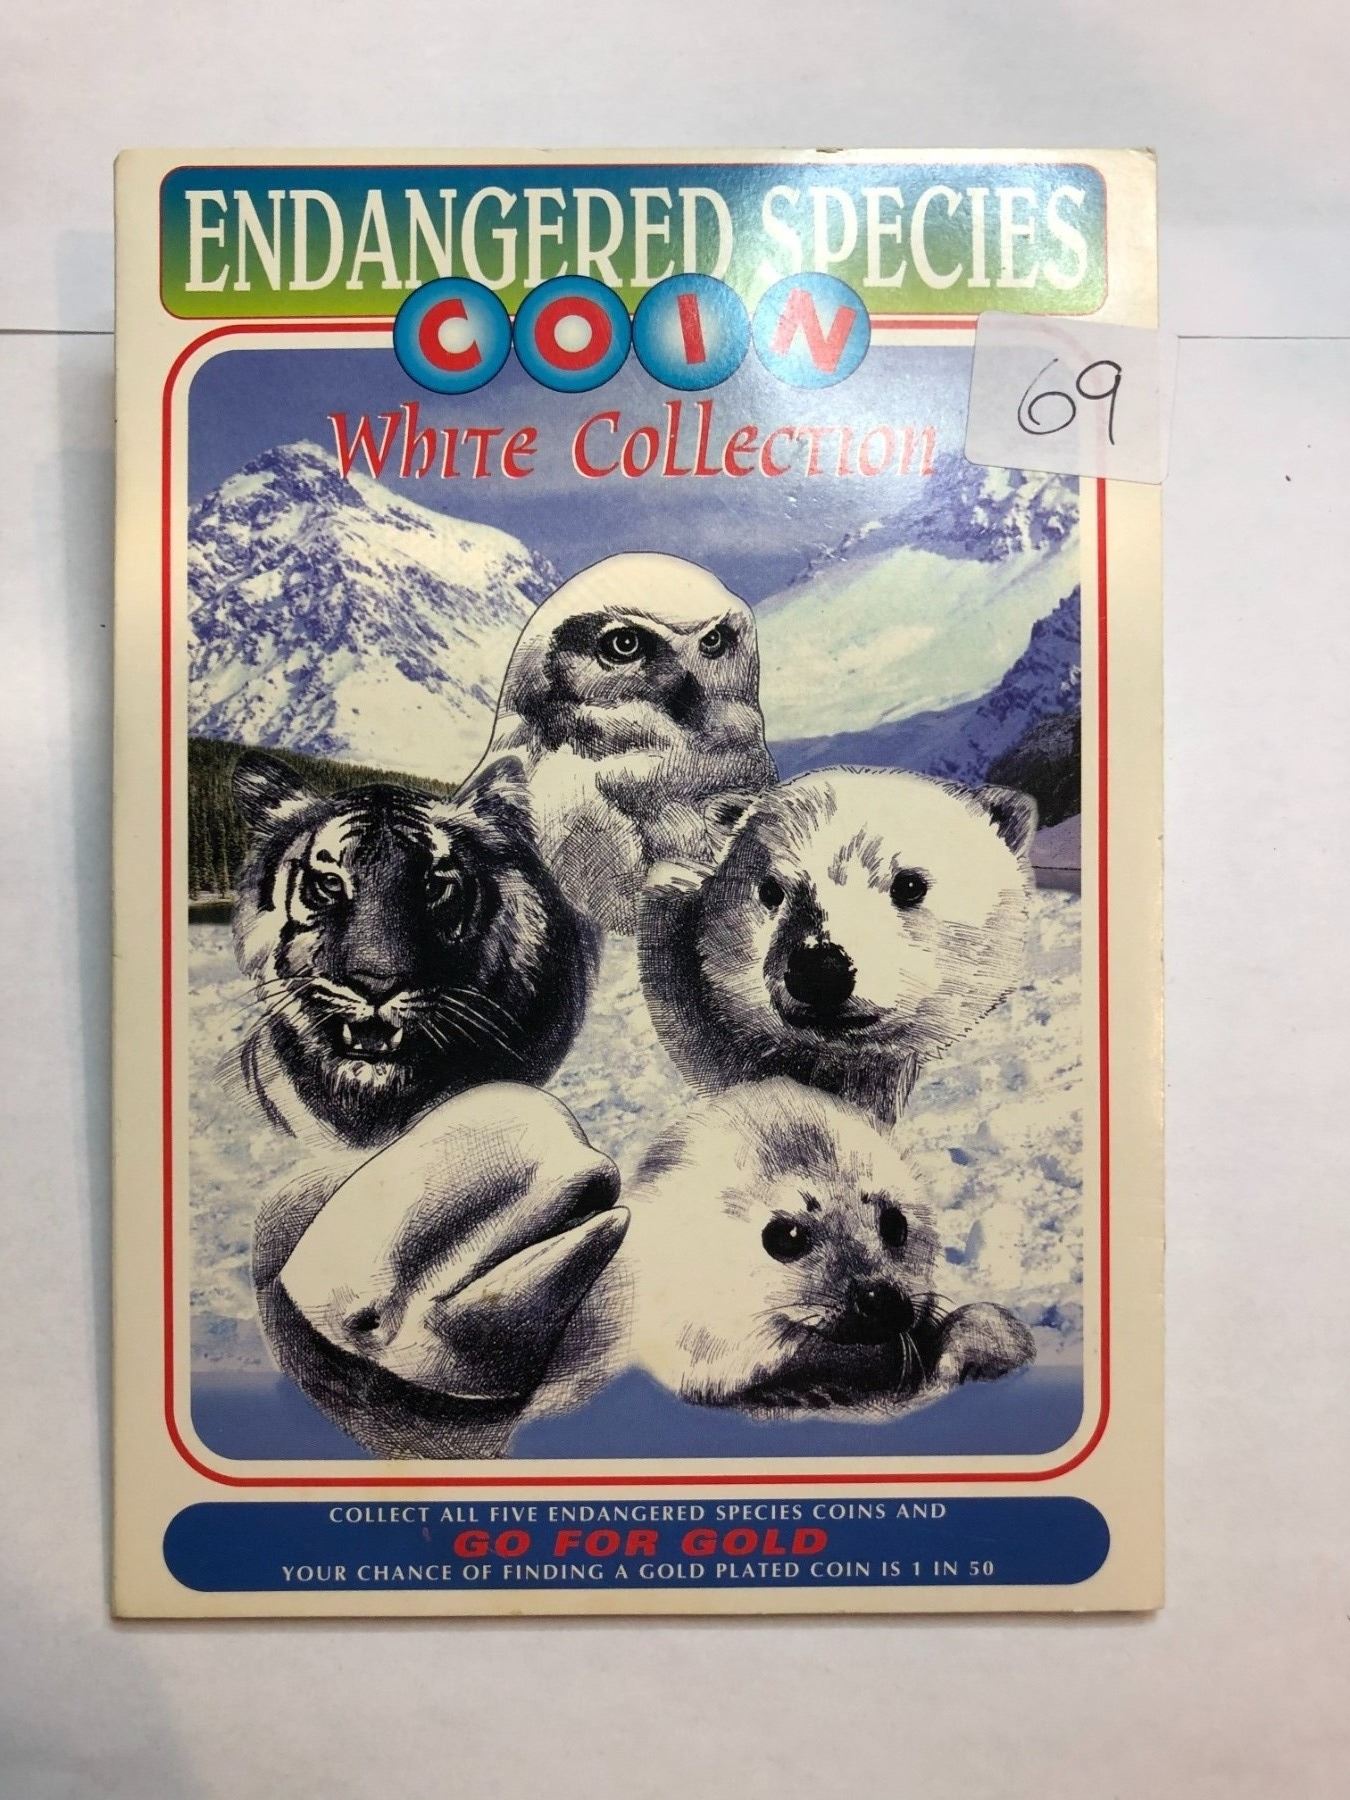 ENDANGERED SPECIES
COIN
White Collection
69
COLLECT ALL FIVE ENDANGERED SPECIES COINS AND
GO FOR GOLD
YOUR CHANCE OF FINDING A GOLD PLATED COIN IS 1 IN 50